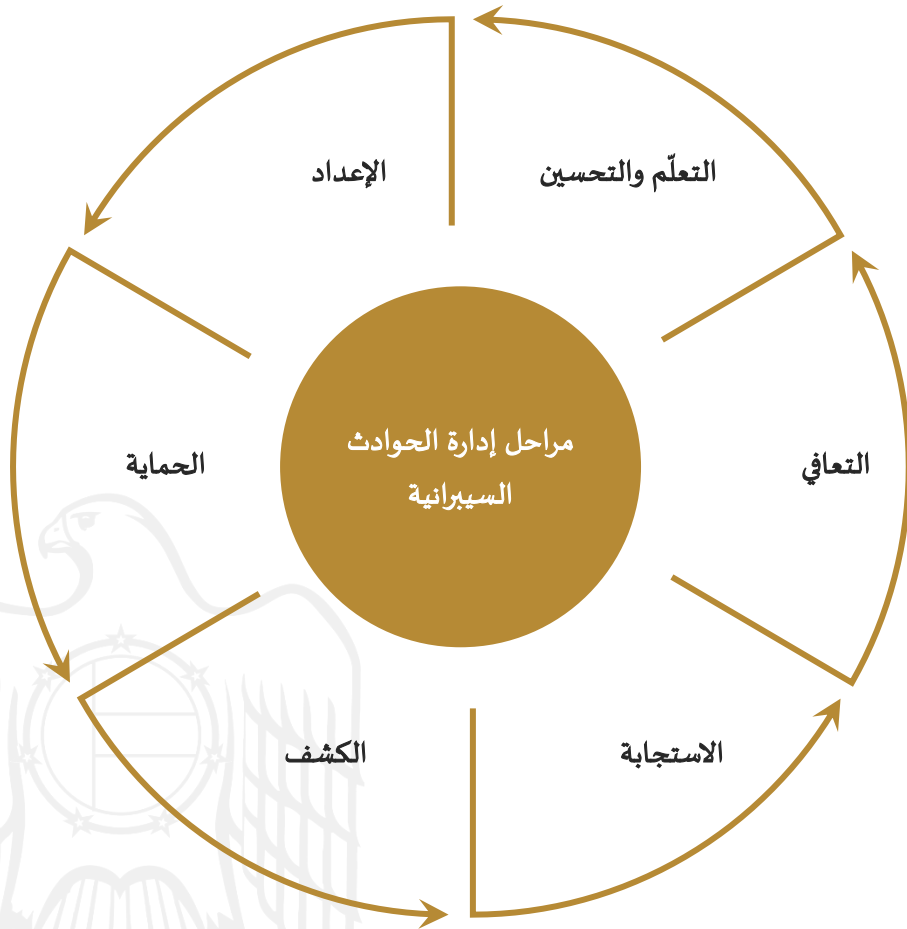 التعلّم والتحسين
الإعداد
مراحل إدارة الحوادث
السيبرانية
التعافي
الحماية
الاستجابة
الكشف